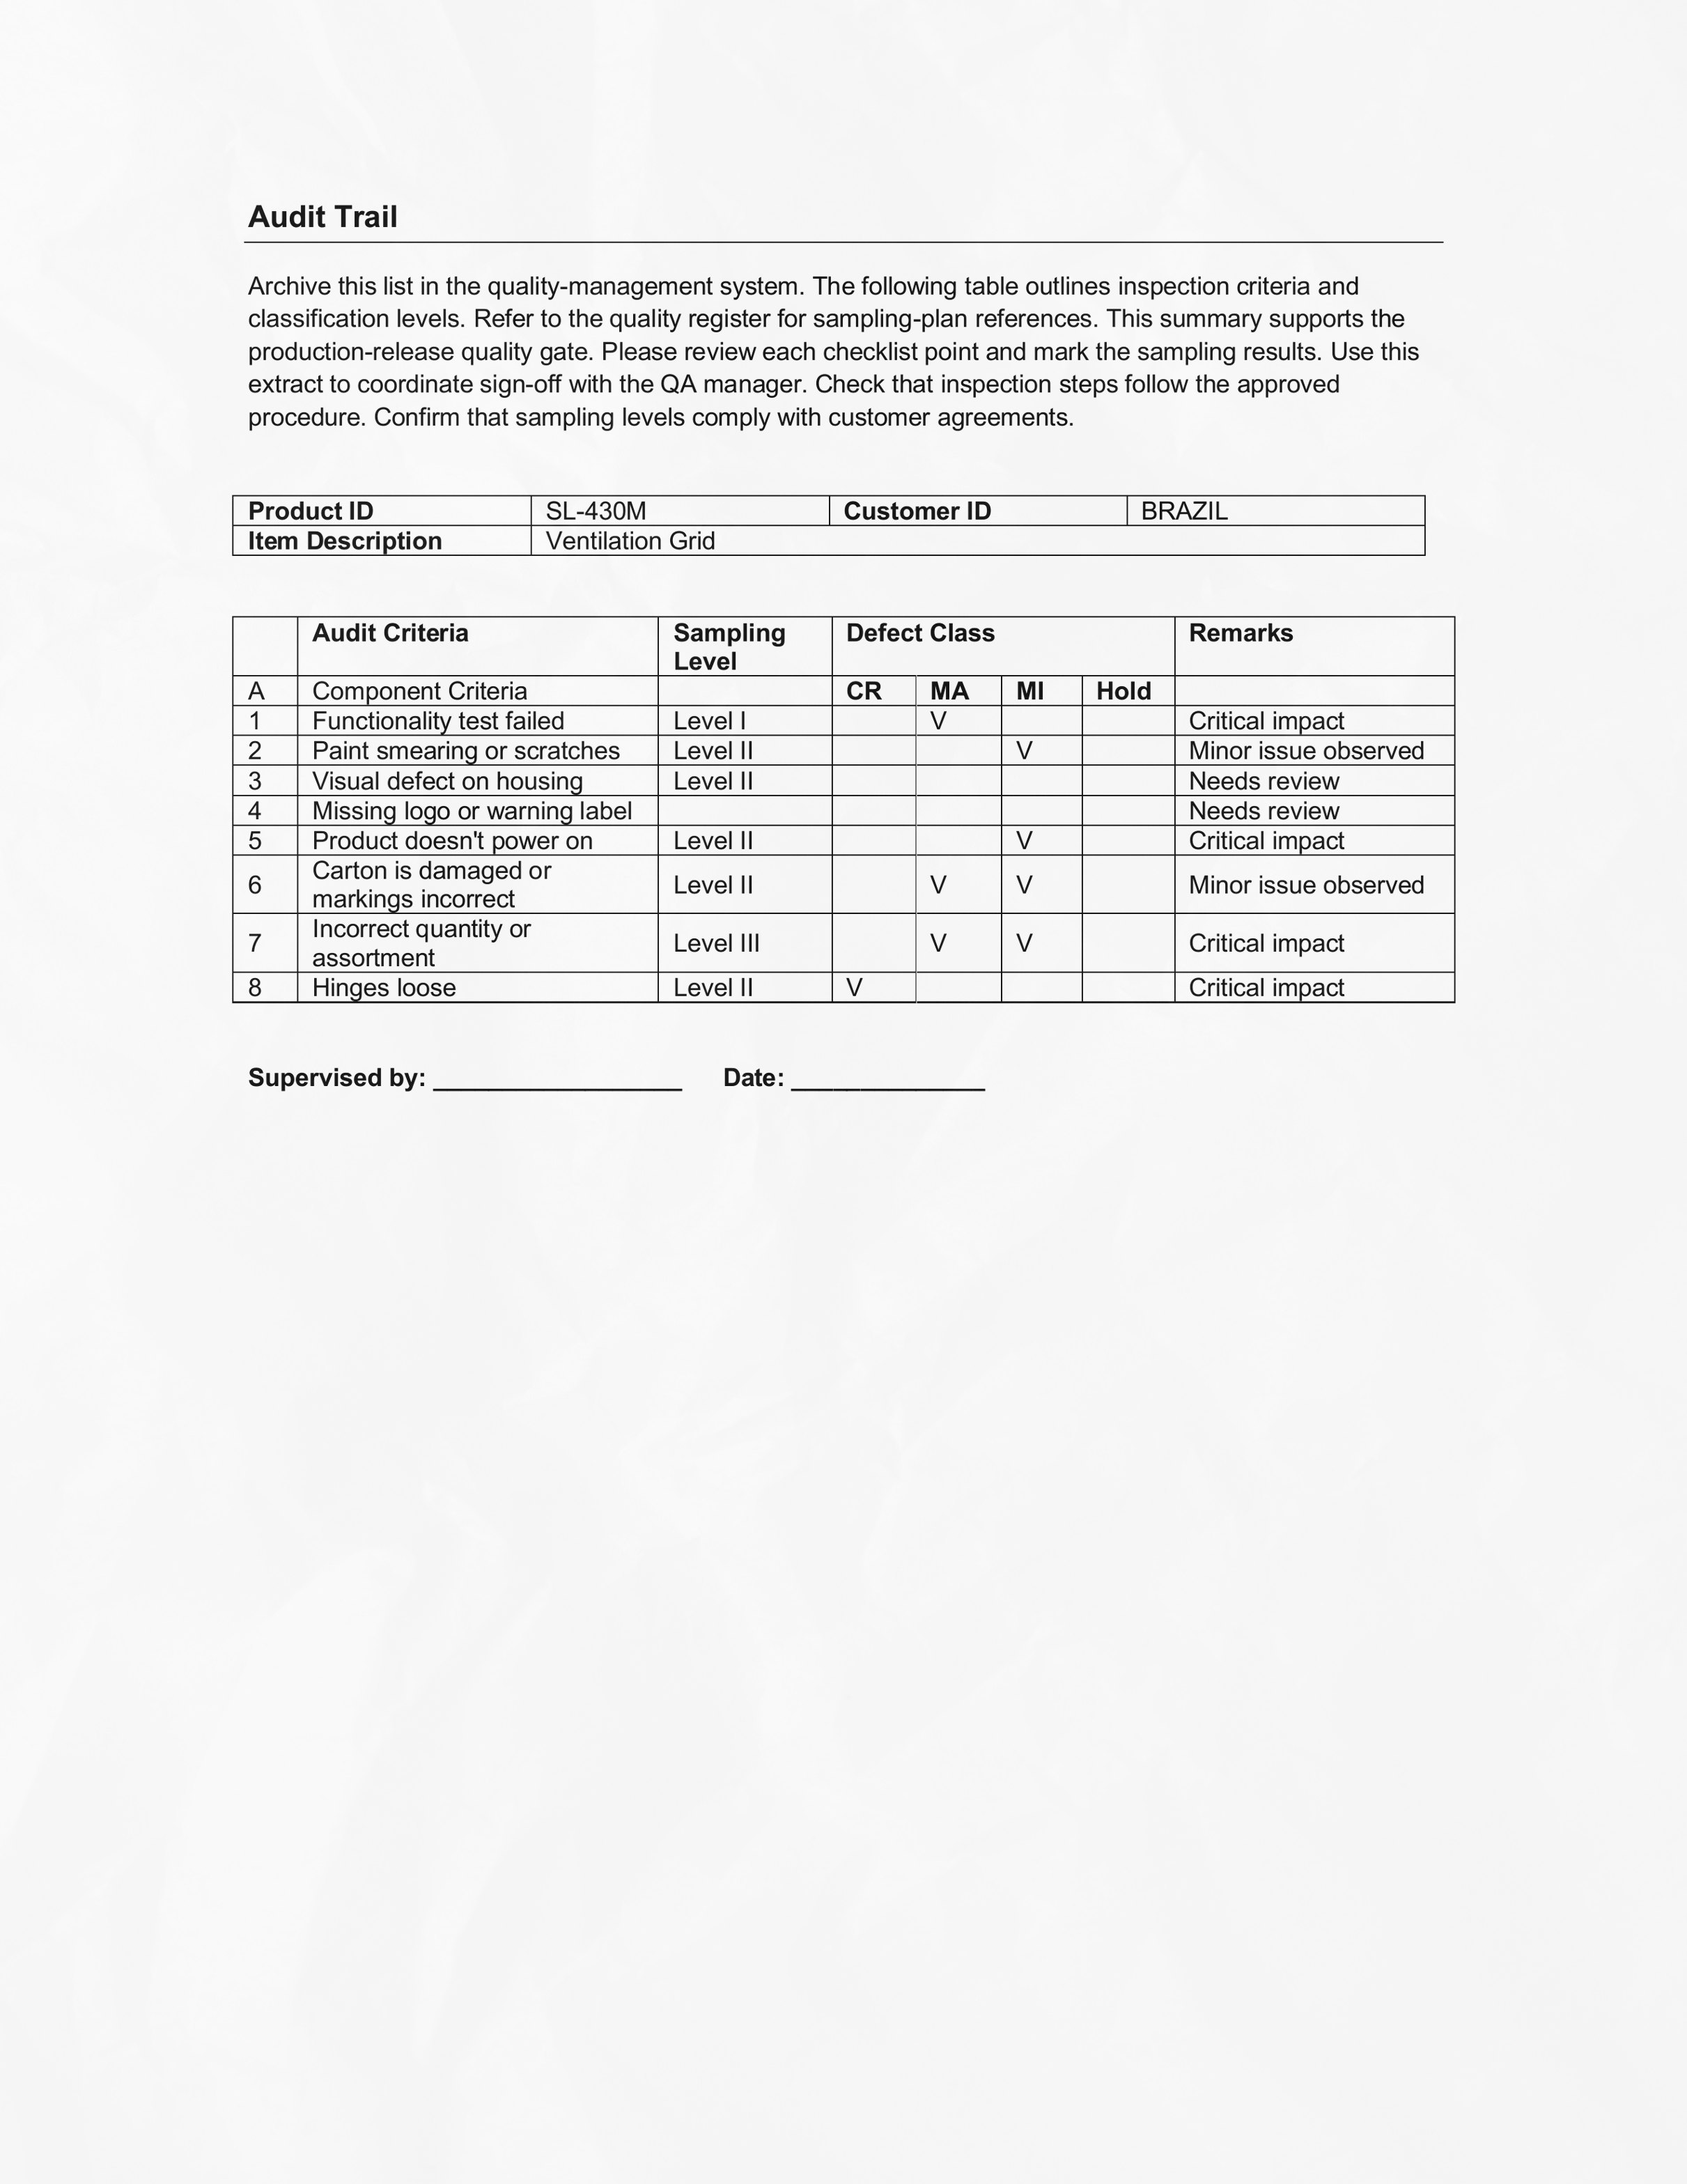 Audit Trail
Archive this list in the quality-management system. The following table outlines inspection criteria and
classification levels. Refer to the quality register for sampling-plan references. This summary supports the
production-release quality gate. Please review each checklist point and mark the sampling results. Use this
extract to coordinate sign-off with the QA manager. Check that inspection steps follow the approved
procedure. Confirm that sampling levels comply with customer agreements.
Product ID SL-430M Customer ID BRAZIL
Item Description Ventilation Grid
Audit Criteria Sampling Defect Class Remarks
Level
A Component Criteria CR MA MI Hold
1 Functionality test failed Level I V Critical impact
2 Paint smearing or scratches Level II V Minor issue observed
3 Visual defect on housing Level II Needs review
4 Missing logo or warning label Needs review
5 Product doesn't power on Level II V Critical impact
6 Carton is damaged or
markings incorrect Level II V V Minor issue observed
7 Incorrect quantity or
assortment Level III V V Critical impact
8 Hinges loose Level II V Critical impact
Supervised by: __________________ Date: ______________